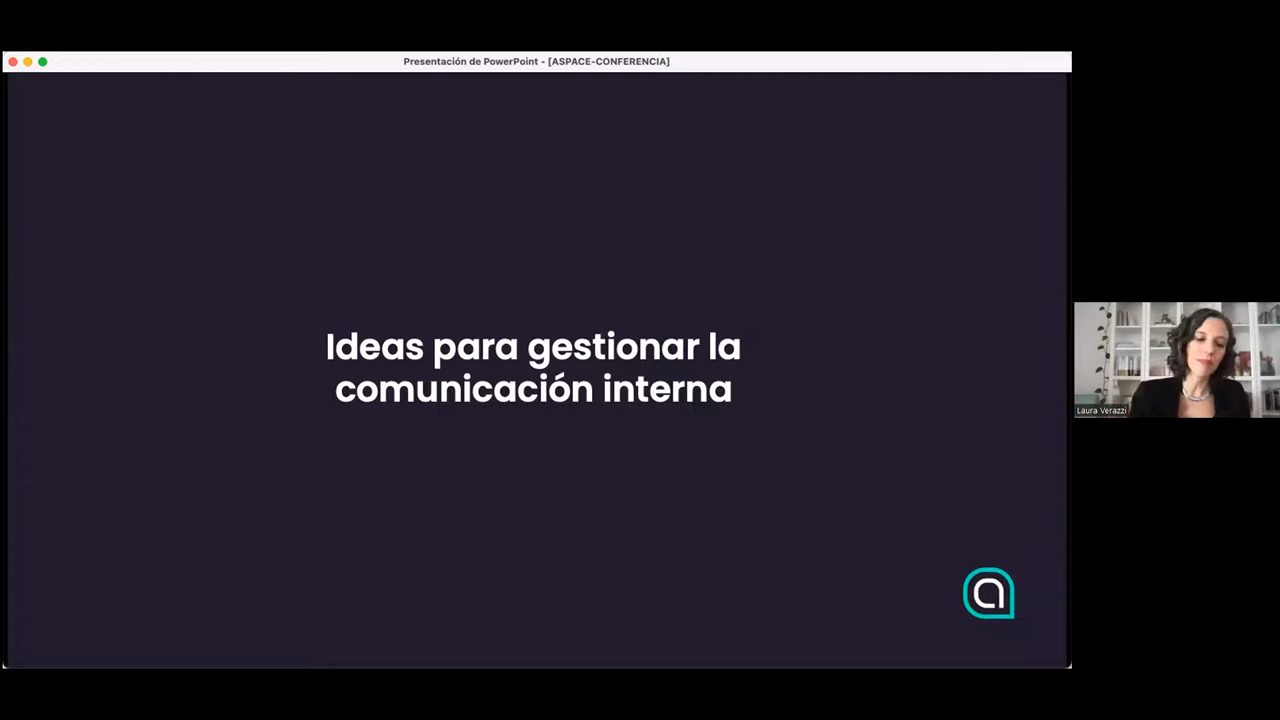 Presentación de PowerPoint - [ASPACE-CONFERENCIA]
Ideas para gestionar la
comunicación interna
Laura Verazzi